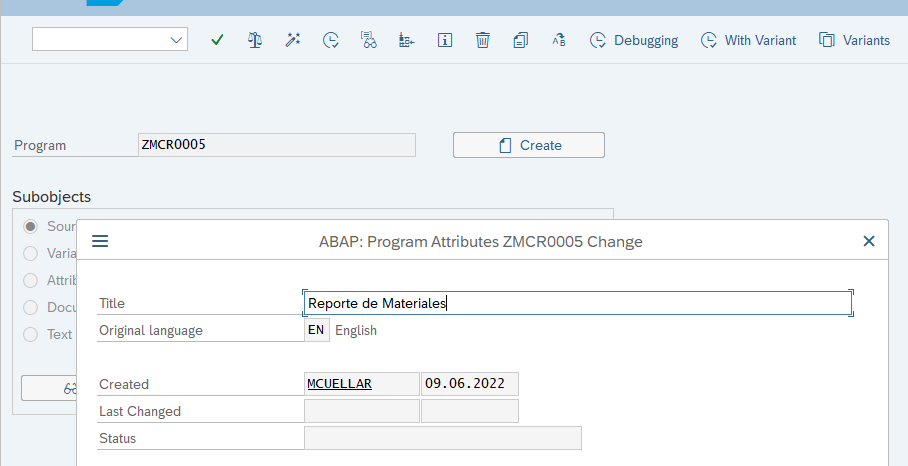 Debugging With Variant Variants
Program ZMCR0005 Create
Subobjects
Sour
Varia
Attrib
Docu
Text
ABAP: Program Attributes ZMCR0005 Change
Title Reporte de Materiales
Original language EN English
Created MCUELLAR 09.06.2022
Last Changed
Status